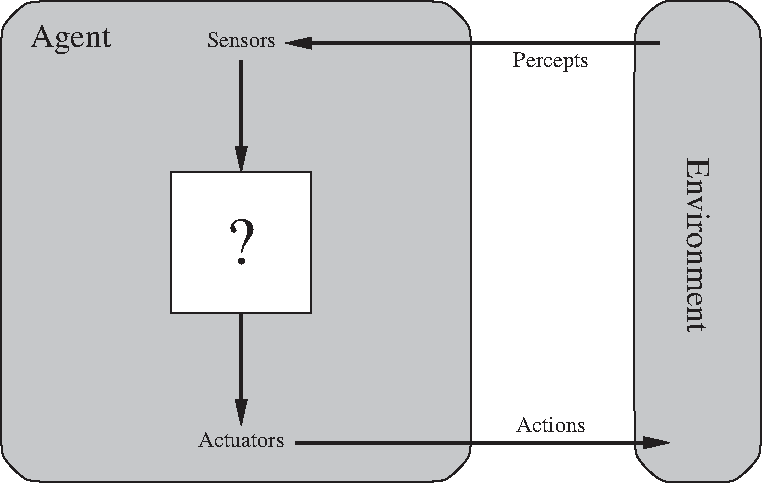 Agent
Sensors
Percepts
?
Environment
Actions
Actuators